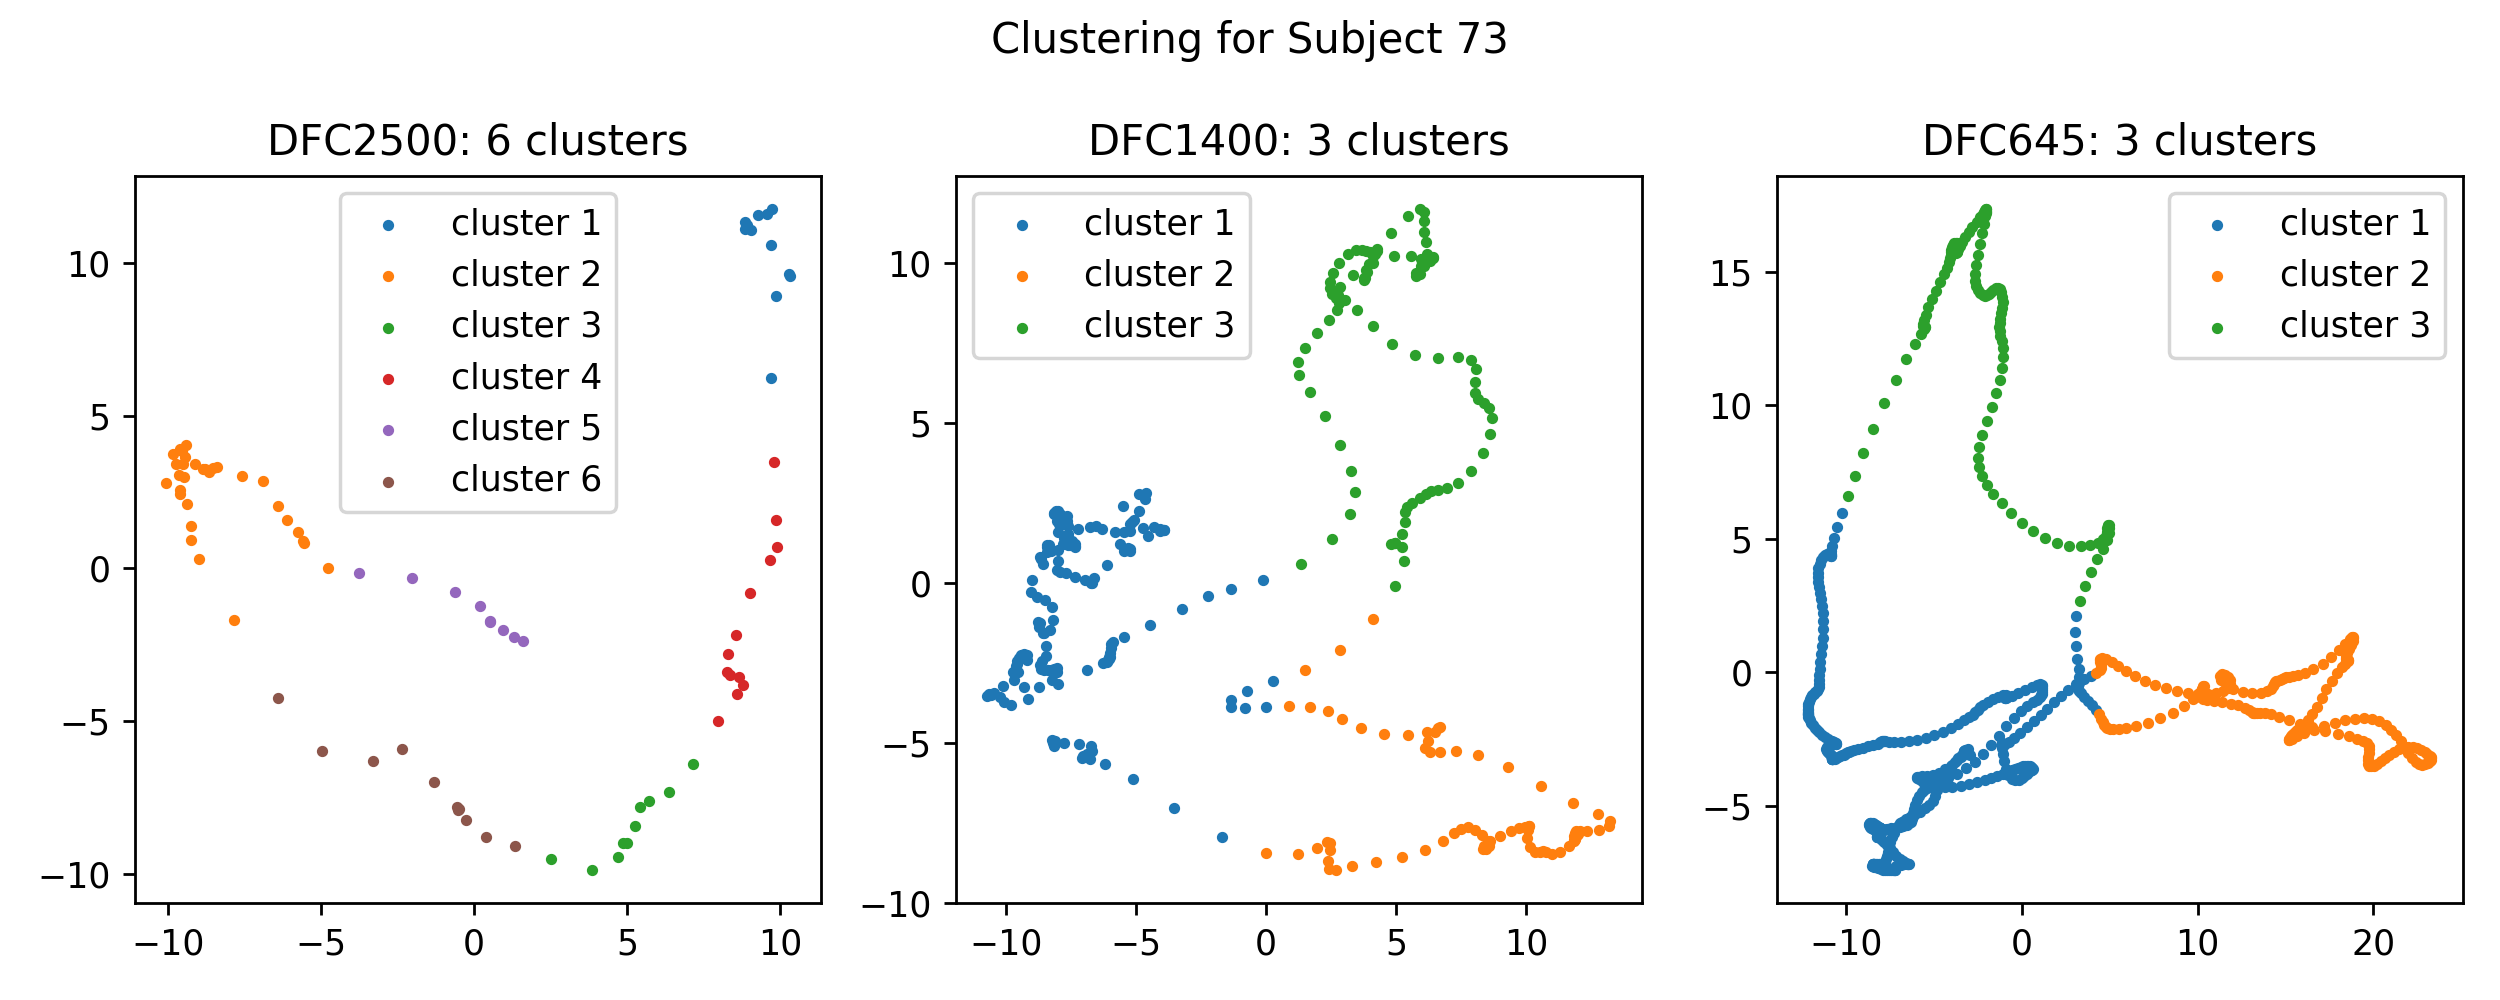 Clustering for Subject 73
DFC2500: 6 clusters
cluster 1
cluster 2
cluster 3
cluster 4
cluster 5
cluster 6
10
5
0
−5
−10
−10
−5
0
5
10
DFC1400: 3 clusters
cluster 1
cluster 2
cluster 3
10
5
0
−5
−10
−10
−5
0
5
10
DFC645: 3 clusters
cluster 1
cluster 2
cluster 3
15
10
5
0
−5
−10
0
10
20